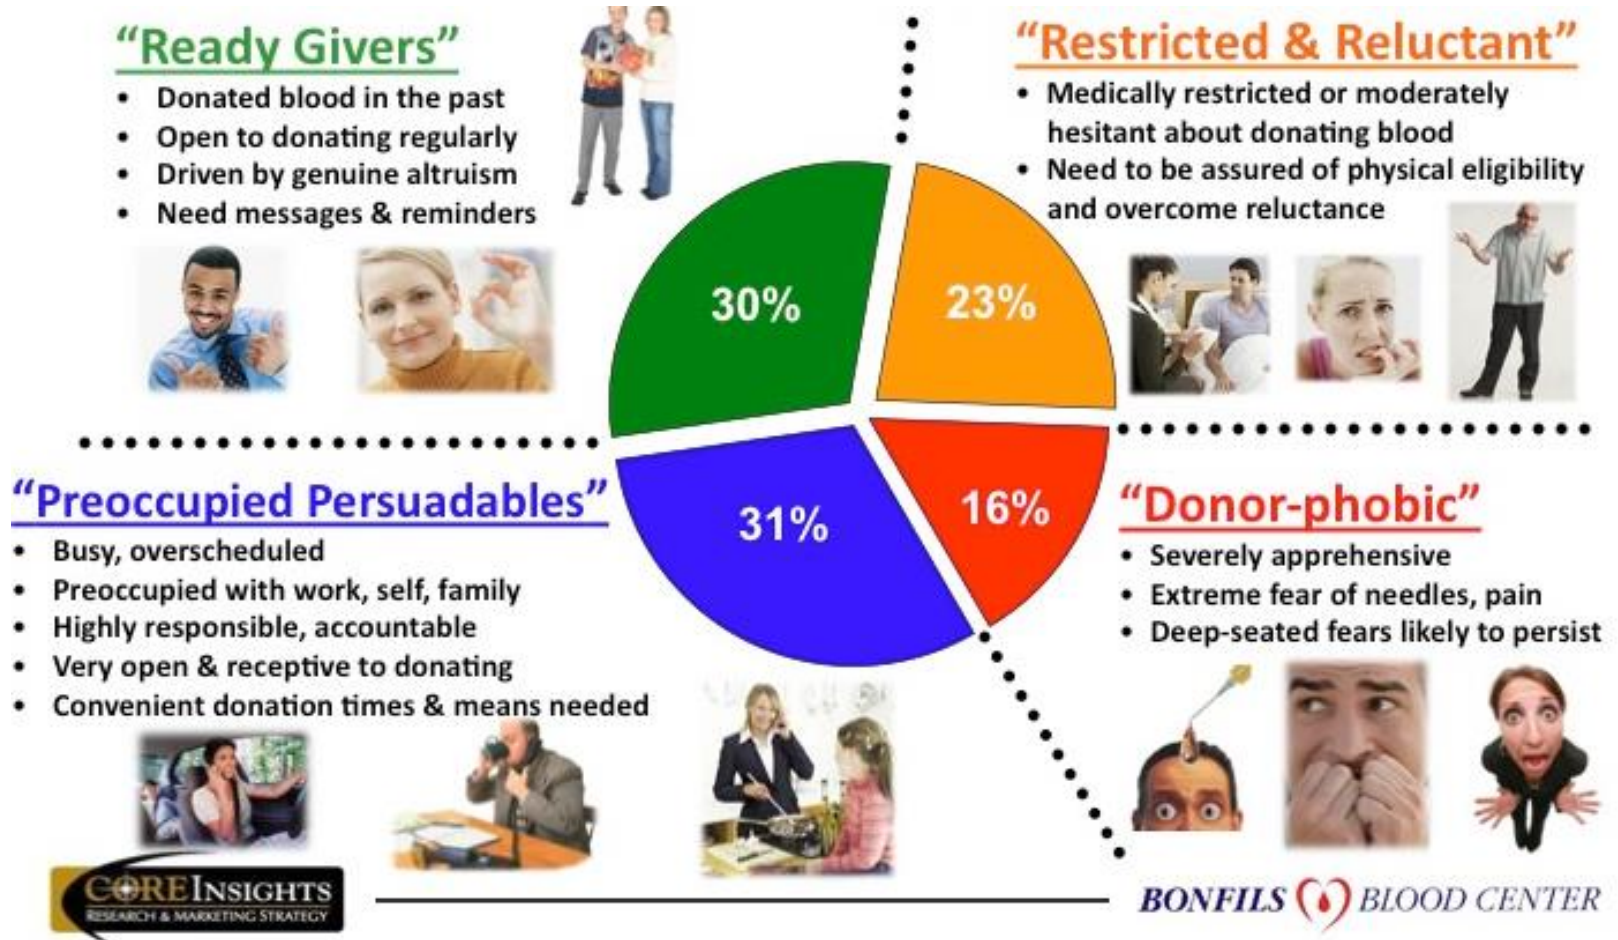 “Ready Givers”
• Donated blood in the past
• Open to donating regularly
• Driven by genuine altruism
• Need messages & reminders
“Restricted & Reluctant”
• Medically restricted or moderately
hesitant about donating blood
• Need to be assured of physical eligibility
and overcome reluctance
30%
23%
31%
16%
“Preoccupied Persuadables”
• Busy, overscheduled
• Preoccupied with work, self, family
• Highly responsible, accountable
• Very open & receptive to donating
• Convenient donation times & means needed
“Donor-phobic”
• Severely apprehensive
• Extreme fear of needles, pain
• Deep-seated fears likely to persist
CORE INSIGHTS
RESEARCH & MARKETING STRATEGY
BONFILS BLOOD CENTER